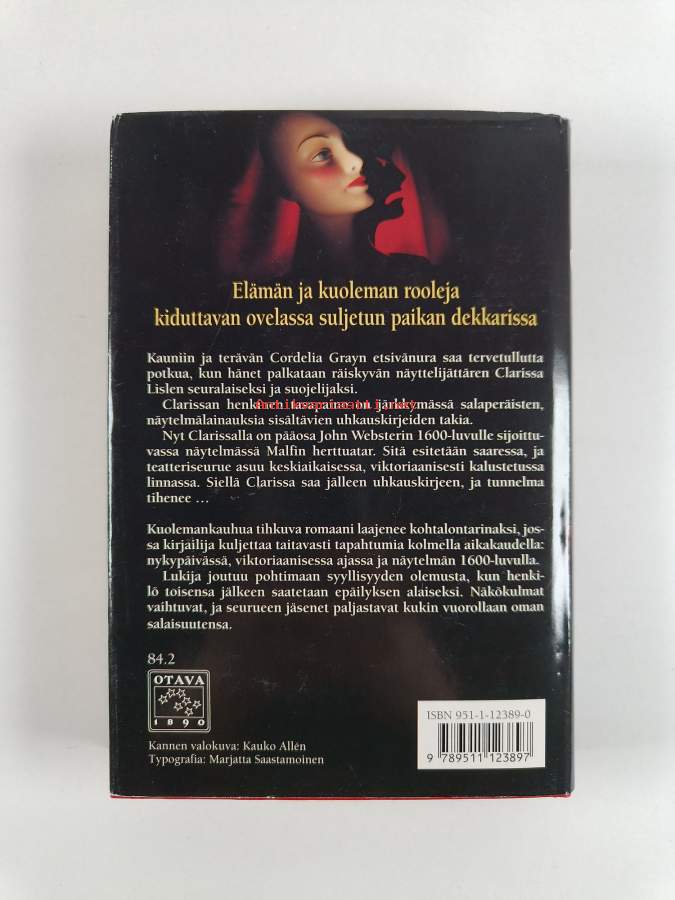 Elämän ja kuoleman rooleja
kiduttavan ovelassa suljetun paikan dekkarissa
Kauniin ja terävän Cordelia Grayn etsivänura saa tervetullutta
potkua, kun hänet palkataan räiskyvän näyttelijättären Clarissa
Lislen seuralaiseksi ja suojelijaksi.
Clarissan henkinen tasapaino on järkkymässä salaperäisten,
näytelmälainauksia sisältävien uhkauskirjeiden takia.
Nyt Clarissalla on pääosa John Websterin 1600-luvulle sijoittu-
vassa näytelmässä Malfin herttuatar. Sitä esitetään saaressa, ja
teatteriseurue asuu keskiaikaisessa, viktoriaanisesti kalustetussa
linnassa. Siellä Clarissa saa jälleen uhkauskirjeen, ja tunnelma
tihenee ...
Kuolemankauhua tihkuva romaani laajenee kohtalontarinaksi, jos-
sa kirjailija kuljettaa taitavasti tapahtumia kolmella aikakaudella:
nykypäivässä, viktoriaanisessa ajassa ja näytelmän 1600-luvulla.
Lukija joutuu pohtimaan syyllisyyden olemusta, kun henki-
lö toisensa jälkeen saatetaan epäilyksen alaiseksi. Näkökulmat
vaihtuvat, ja seurueen jäsenet paljastavat kukin vuorollaan oman
salaisuutensa.
84.2
OTAVA
1890
Kannen valokuva: Kauko Allén
Typografia: Marjatta Saastamoinen
ISBN 951-1-12389-0
9 789511 123897